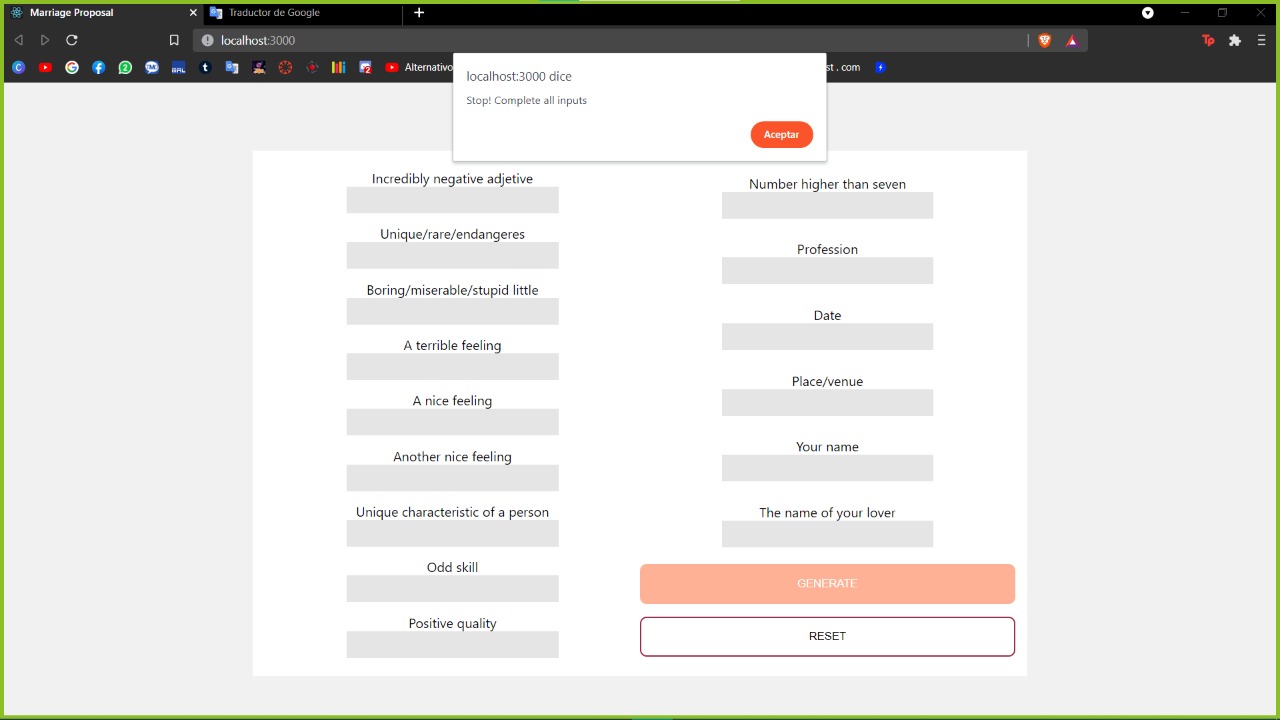 Marriage Proposal
Traductor de Google
localhost:3000
Alternativo
st . com
localhost:3000 dice
Stop! Complete all inputs
Aceptar
Incredibly negative adjetive
Unique/rare/endangeres
Boring/miserable/stupid little
A terrible feeling
A nice feeling
Another nice feeling
Unique characteristic of a person
Odd skill
Positive quality
Number higher than seven
Profession
Date
Place/venue
Your name
The name of your lover
GENERATE
RESET